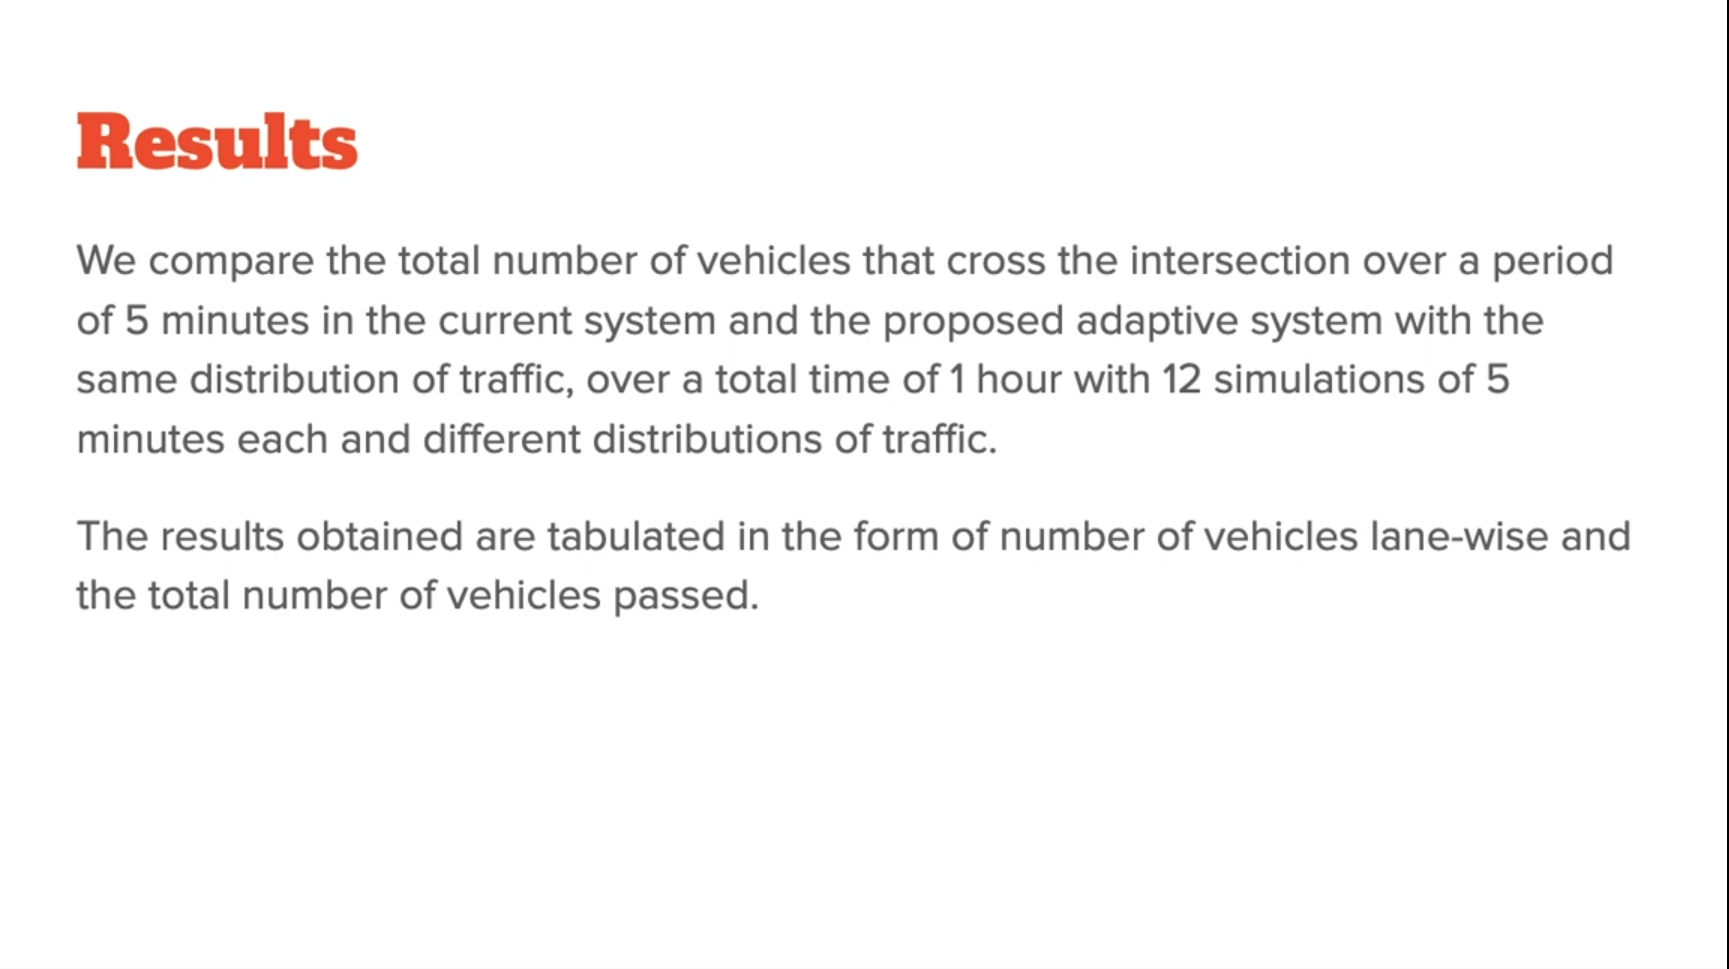 Results
We compare the total number of vehicles that cross the intersection over a period
of 5 minutes in the current system and the proposed adaptive system with the
same distribution of traffic, over a total time of 1 hour with 12 simulations of 5
minutes each and different distributions of traffic.
The results obtained are tabulated in the form of number of vehicles lane-wise and
the total number of vehicles passed.